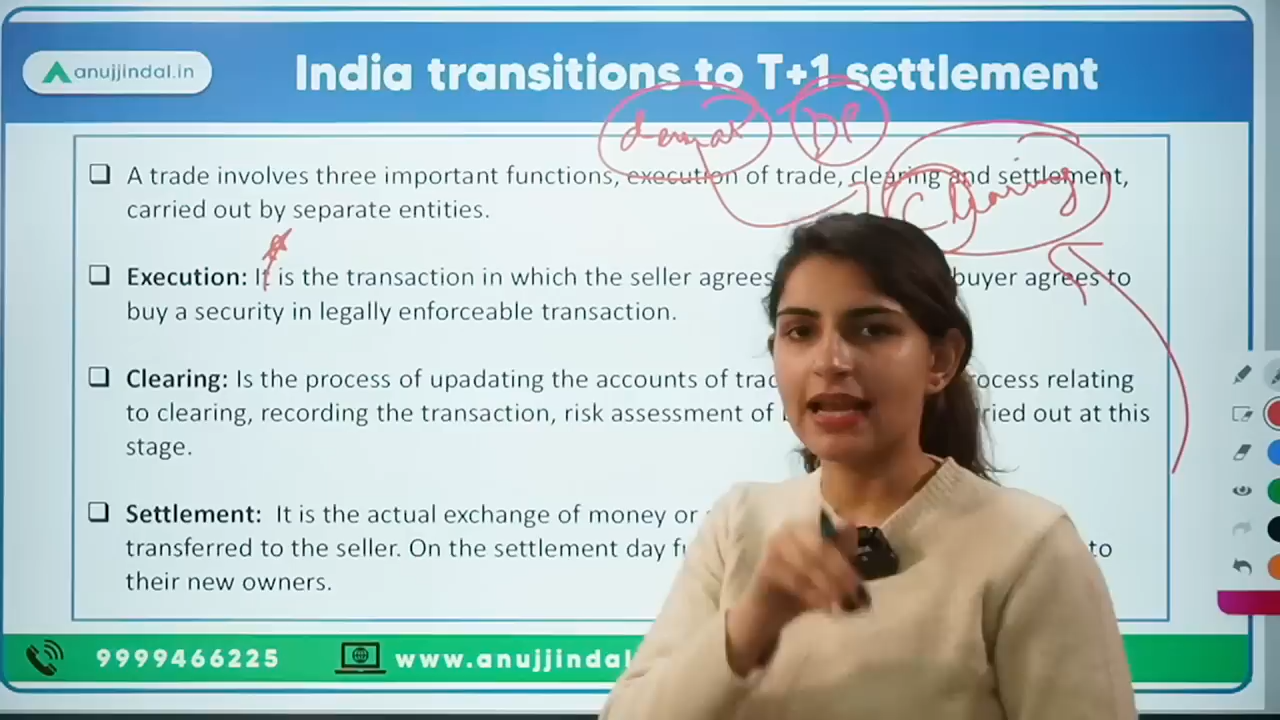 anujjindal.in
India transitions to T+1 settlement
demat DP
A trade involves three important functions, execution of trade, clearing and settlement,
Clearing
carried out by separate entities.
Execution: It is the transaction in which the seller agrees buyer agrees to
buy a security in legally enforceable transaction.
Clearing: Is the process of upadating the accounts of relating
to clearing, recording the transaction, risk assessment of out at this
stage.
Settlement: It is the actual exchange of money or
transferred to the seller. On the settlement day to
their new owners.
9999466225 www.anujjindal